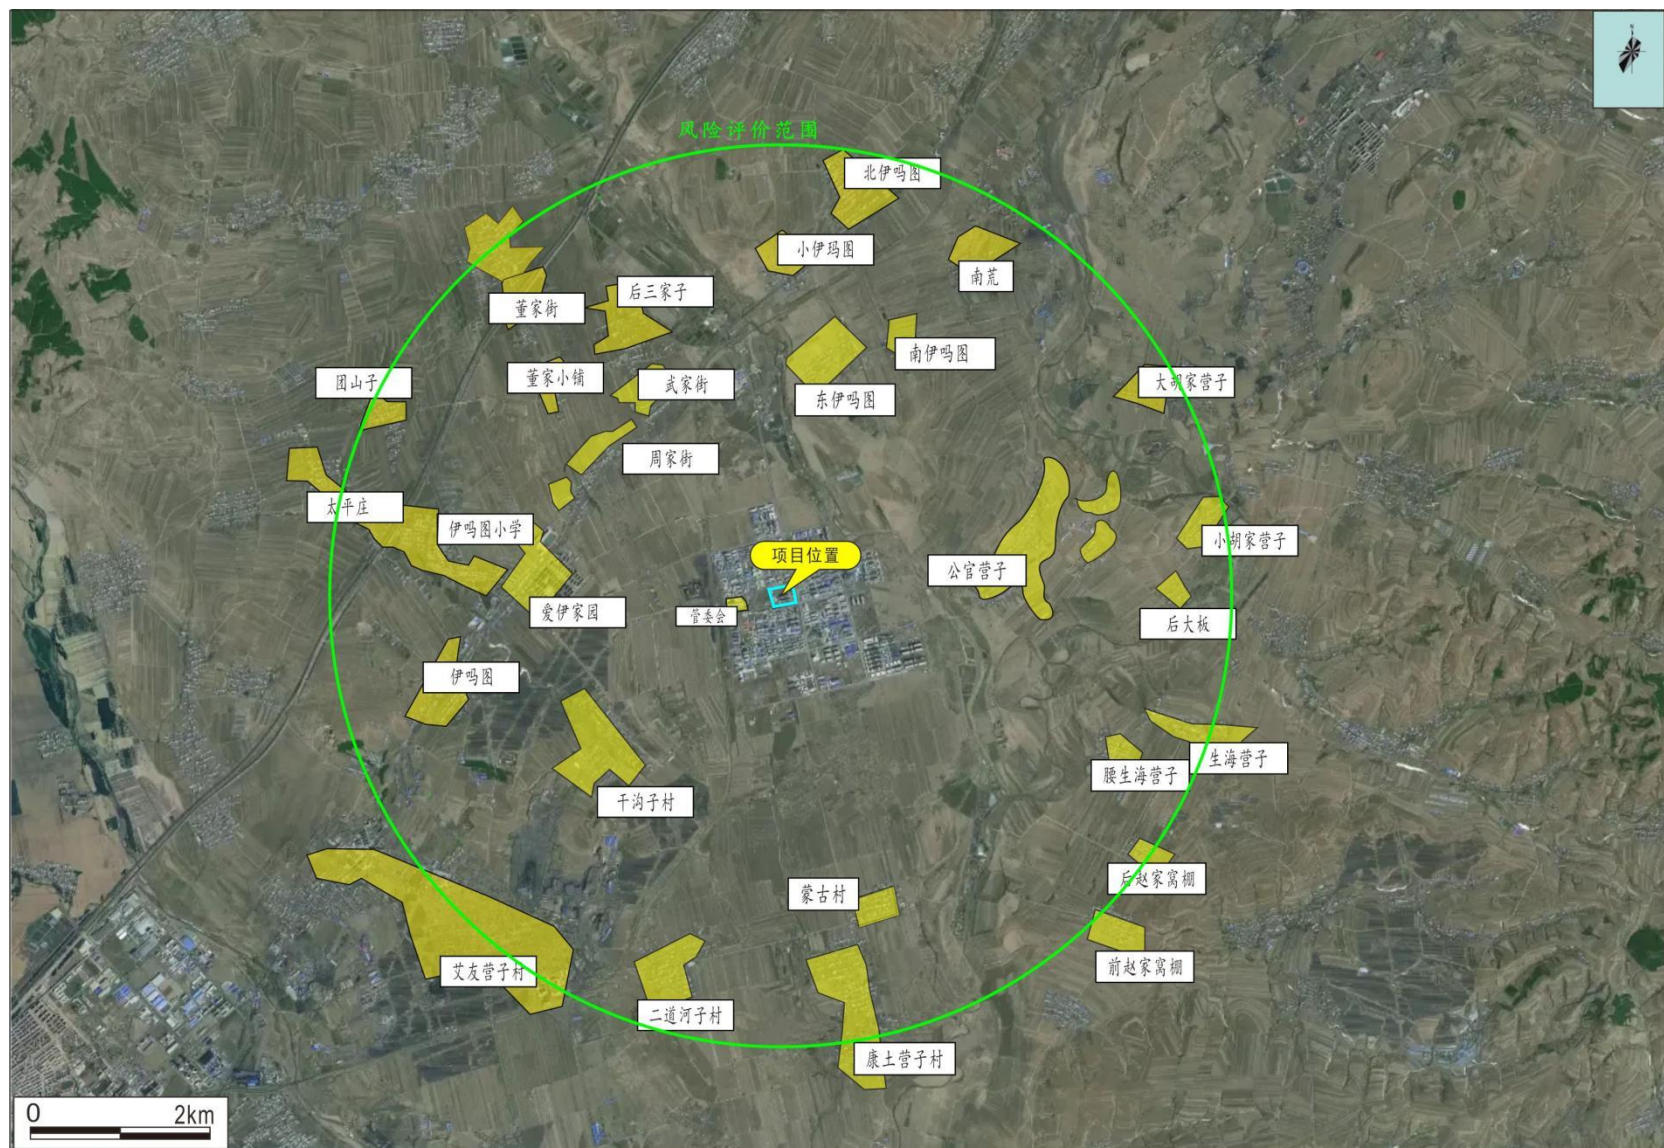 N
风险评价范围
北伊吗图
小伊玛图
南荒
后三家子
董家街
南伊吗图
团山子
董家小铺
武家街
东伊吗图
大胡家营子
周家街
太平庄
伊吗图小学
小胡家营子
项目位置
公官营子
爱伊家园
管委会
后大板
伊吗图
生海营子
腰生海营子
干沟子村
后赵家窝棚
蒙古村
艾友营子村
前赵家窝棚
二道河子村
康土营子村
0 2km